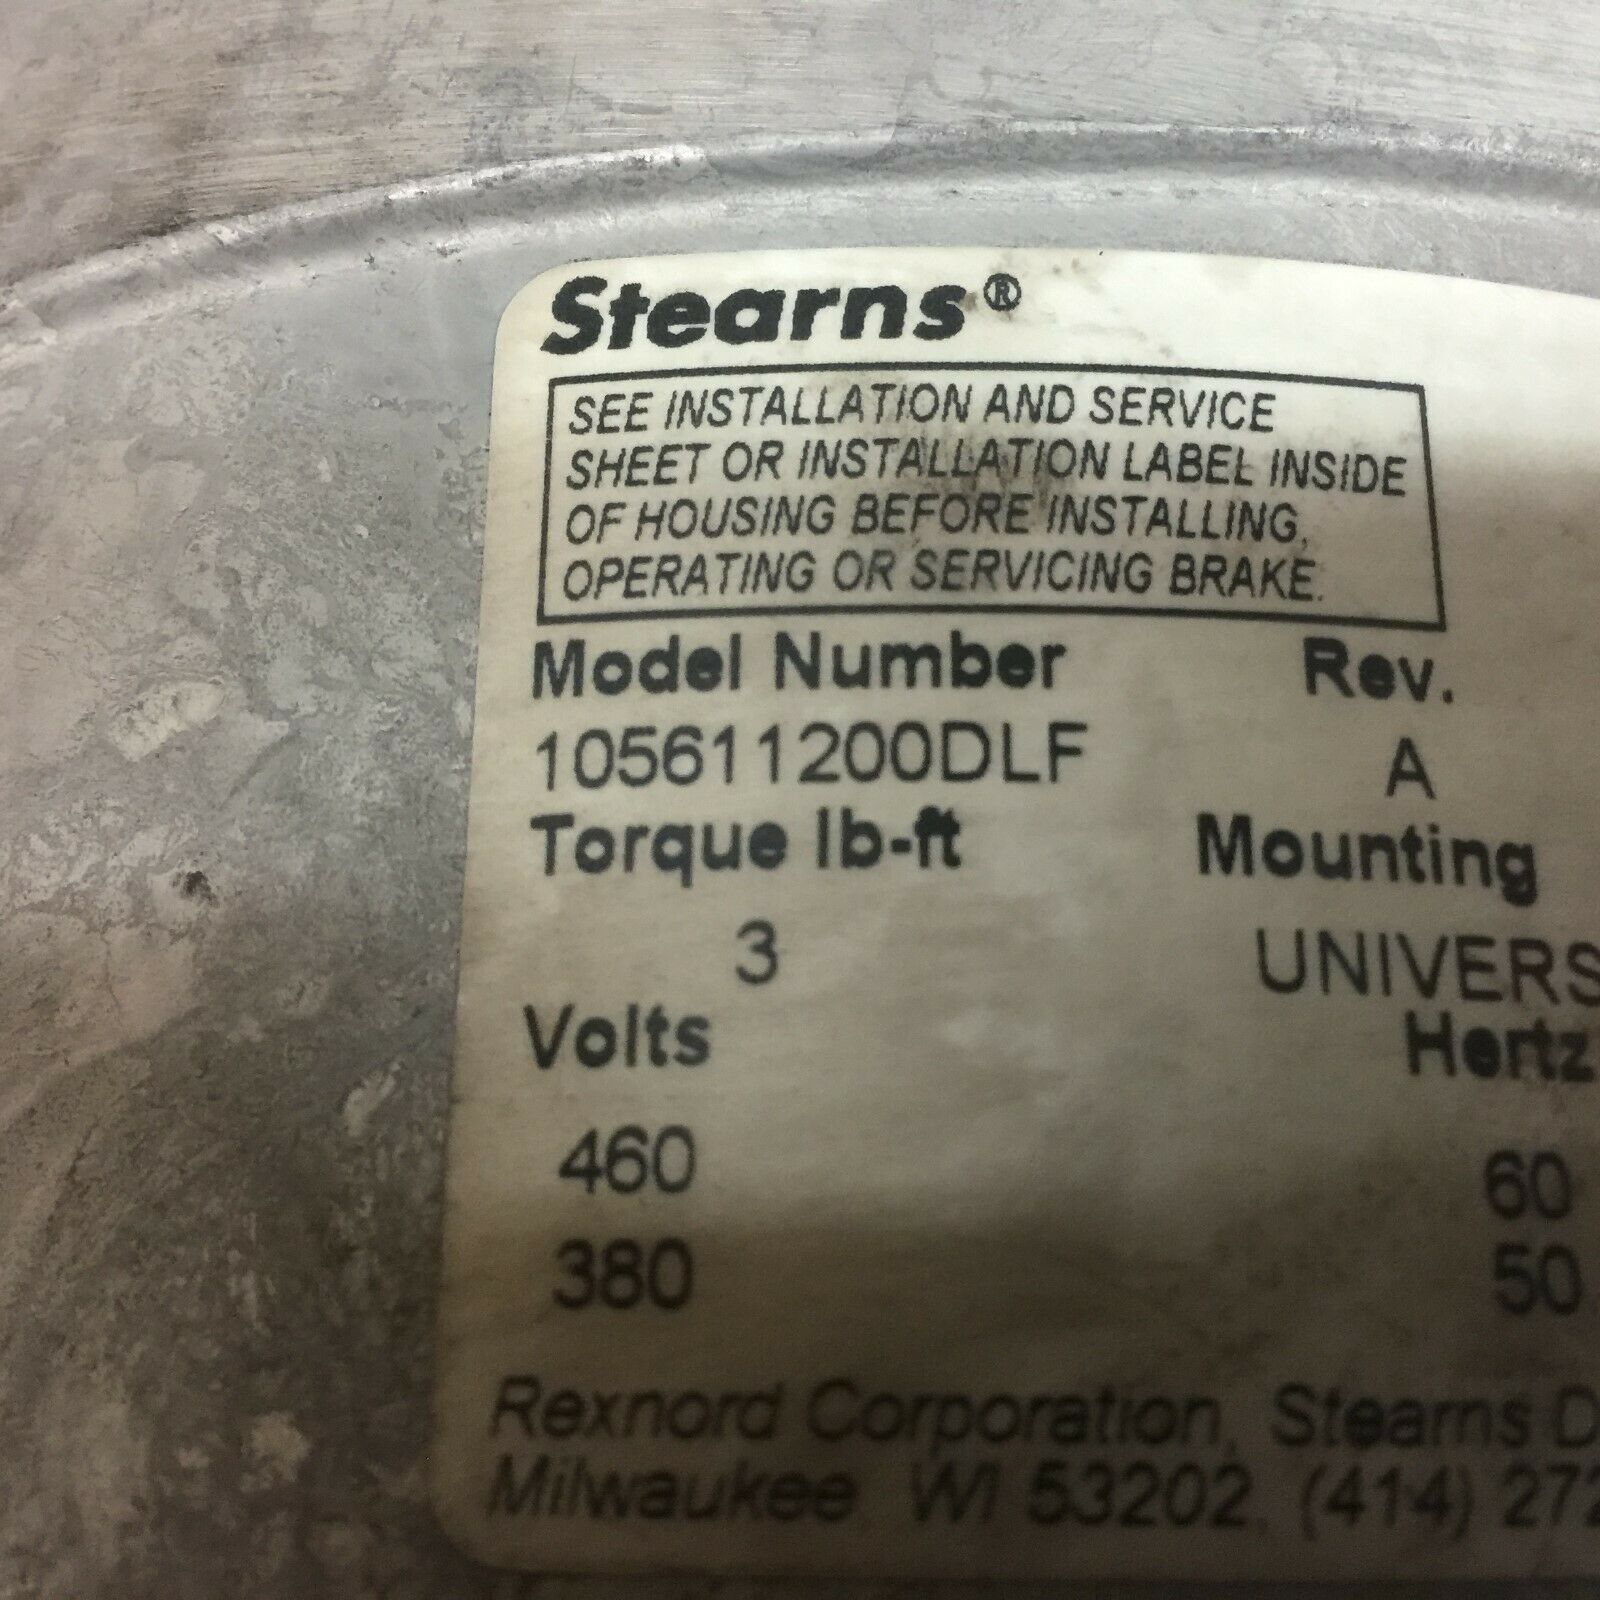 Stearns®
SEE INSTALLATION AND SERVICE
SHEET OR INSTALLATION LABEL INSIDE
OF HOUSING BEFORE INSTALLING,
OPERATING OR SERVICING BRAKE.
Model Number Rev.
105611200DLF A
Torque lb-ft Mounting
3 UNIVERS
Volts Hertz
460 60
380 50
Rexnord Corporation, Stearns D
Milwaukee WI 53202 (414) 272